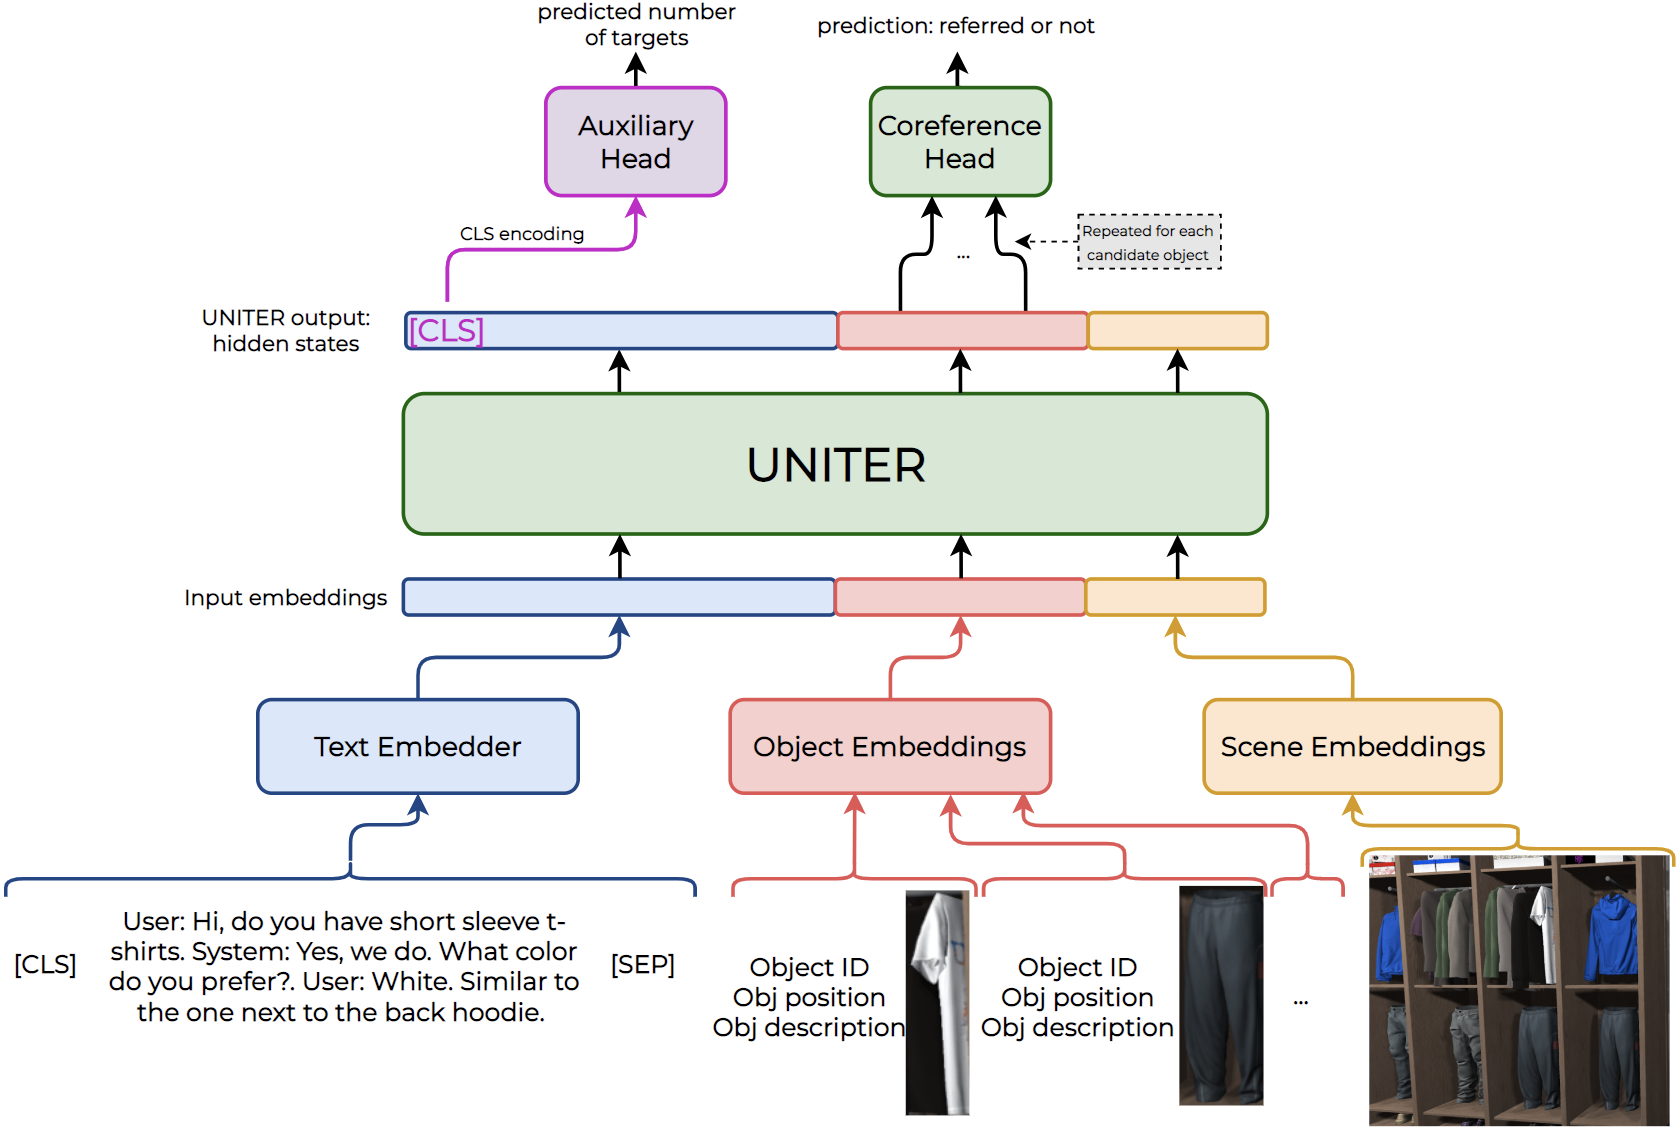 predicted number
of targets
prediction: referred or not
Auxiliary
Head
Coreference
Head
CLS encoding
...
Repeated for each
candidate object
UNITER output:
hidden states
[CLS]
UNITER
Input embeddings
Text Embedder
Object Embeddings
Scene Embeddings
[CLS]
User: Hi, do you have short sleeve t-
shirts. System: Yes, we do. What color
do you prefer?. User: White. Similar to
the one next to the back hoodie.
[SEP]
Object ID
Obj position
Obj description
Object ID
Obj position
Obj description
...